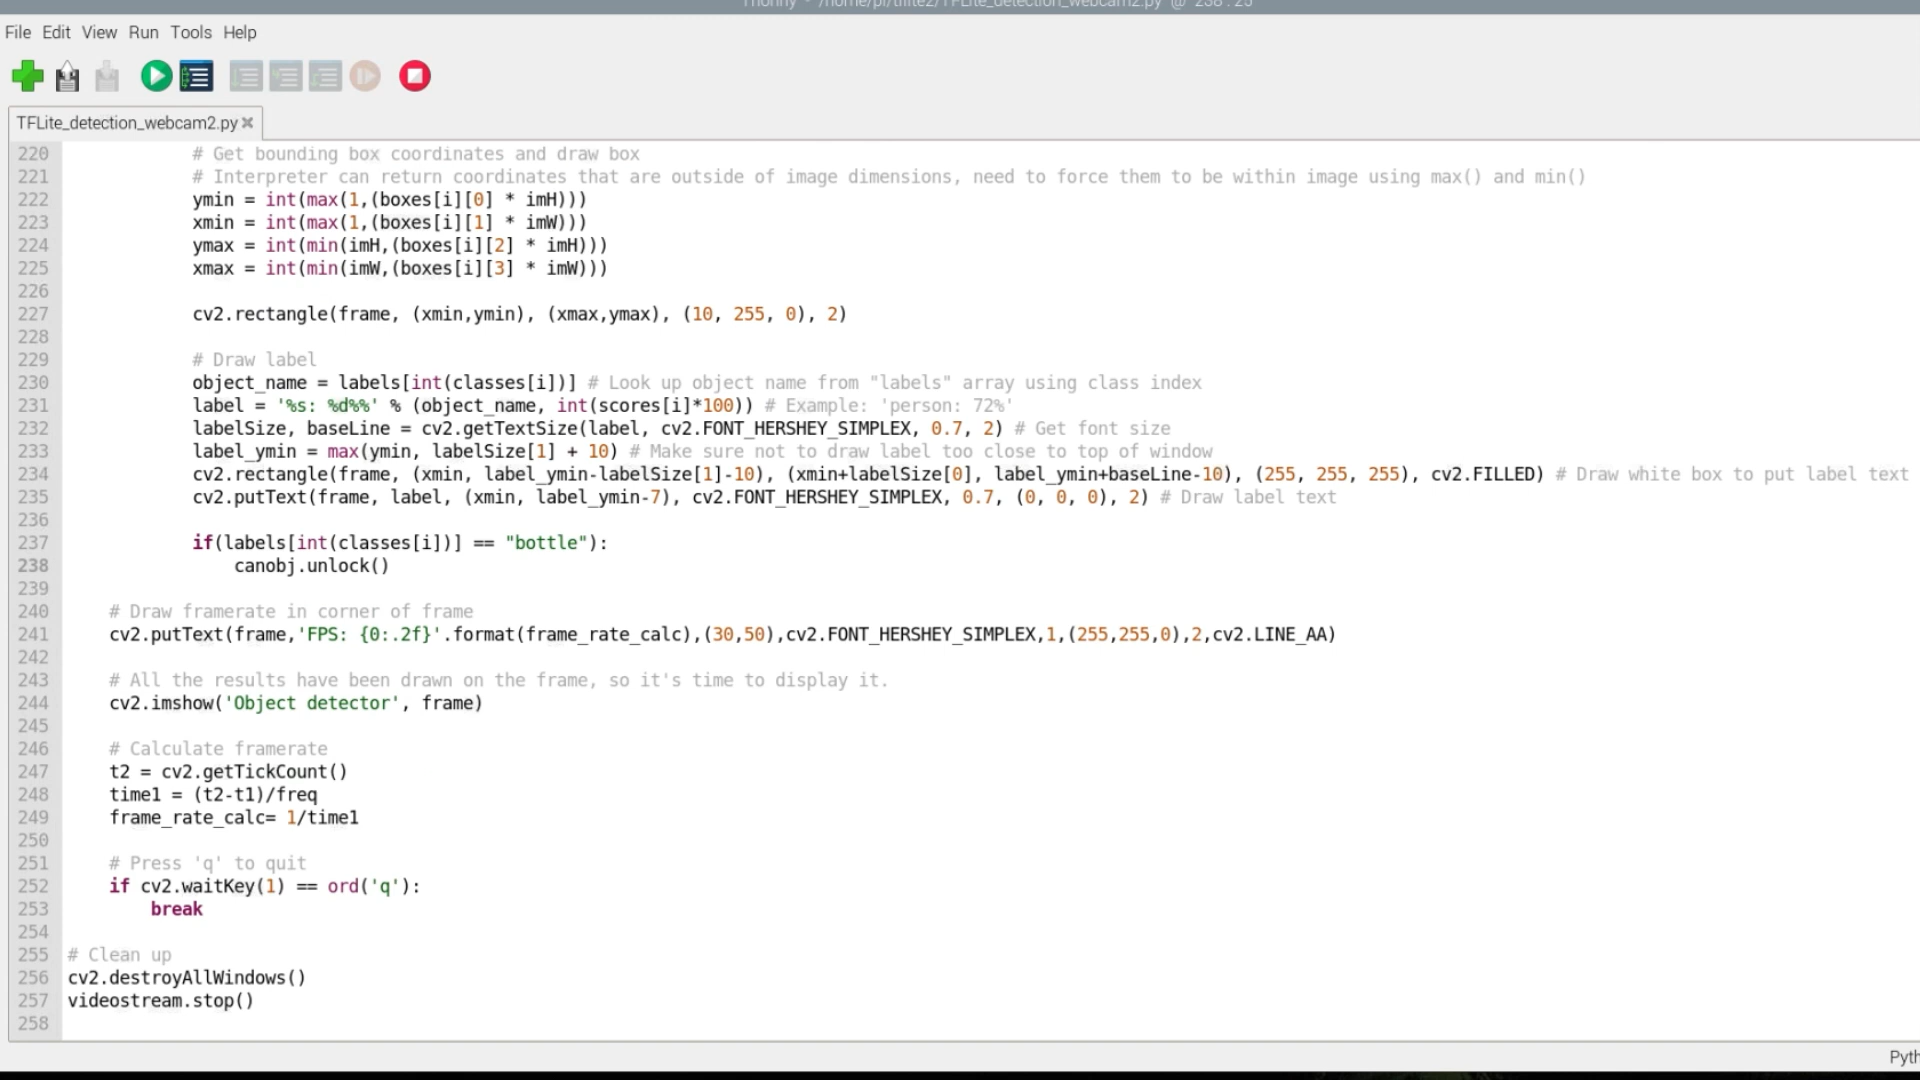 Thonny - /home/pi/tflite2/TFLite_detection_webcam2.py @ 238 : 25
File Edit View Run Tools Help
TFLite_detection_webcam2.py
220 # Get bounding box coordinates and draw box
221 # Interpreter can return coordinates that are outside of image dimensions, need to force them to be within image using max() and min()
222 ymin = int(max(1,(boxes[i][0] * imH)))
223 xmin = int(max(1,(boxes[i][1] * imW)))
224 ymax = int(min(imH,(boxes[i][2] * imH)))
225 xmax = int(min(imW,(boxes[i][3] * imW)))
226
227 cv2.rectangle(frame, (xmin,ymin), (xmax,ymax), (10, 255, 0), 2)
228
229 # Draw label
230 object_name = labels[int(classes[i])] # Look up object name from "labels" array using class index
231 label = '%s: %d%%' % (object_name, int(scores[i]*100)) # Example: 'person: 72%'
232 labelSize, baseLine = cv2.getTextSize(label, cv2.FONT_HERSHEY_SIMPLEX, 0.7, 2) # Get font size
233 label_ymin = max(ymin, labelSize[1] + 10) # Make sure not to draw label too close to top of window
234 cv2.rectangle(frame, (xmin, label_ymin-labelSize[1]-10), (xmin+labelSize[0], label_ymin+baseLine-10), (255, 255, 255), cv2.FILLED) # Draw white box to put label text
235 cv2.putText(frame, label, (xmin, label_ymin-7), cv2.FONT_HERSHEY_SIMPLEX, 0.7, (0, 0, 0), 2) # Draw label text
236
237 if(labels[int(classes[i])] == "bottle"):
238 canobj.unlock()
239
240 # Draw framerate in corner of frame
241 cv2.putText(frame,'FPS: {0:.2f}'.format(frame_rate_calc),(30,50),cv2.FONT_HERSHEY_SIMPLEX,1,(255,255,0),2,cv2.LINE_AA)
242
243 # All the results have been drawn on the frame, so it's time to display it.
244 cv2.imshow('Object detector', frame)
245
246 # Calculate framerate
247 t2 = cv2.getTickCount()
248 time1 = (t2-t1)/freq
249 frame_rate_calc= 1/time1
250
251 # Press 'q' to quit
252 if cv2.waitKey(1) == ord('q'):
253 break
254
255 # Clean up
256 cv2.destroyAllWindows()
257 videostream.stop()
258
Pyth